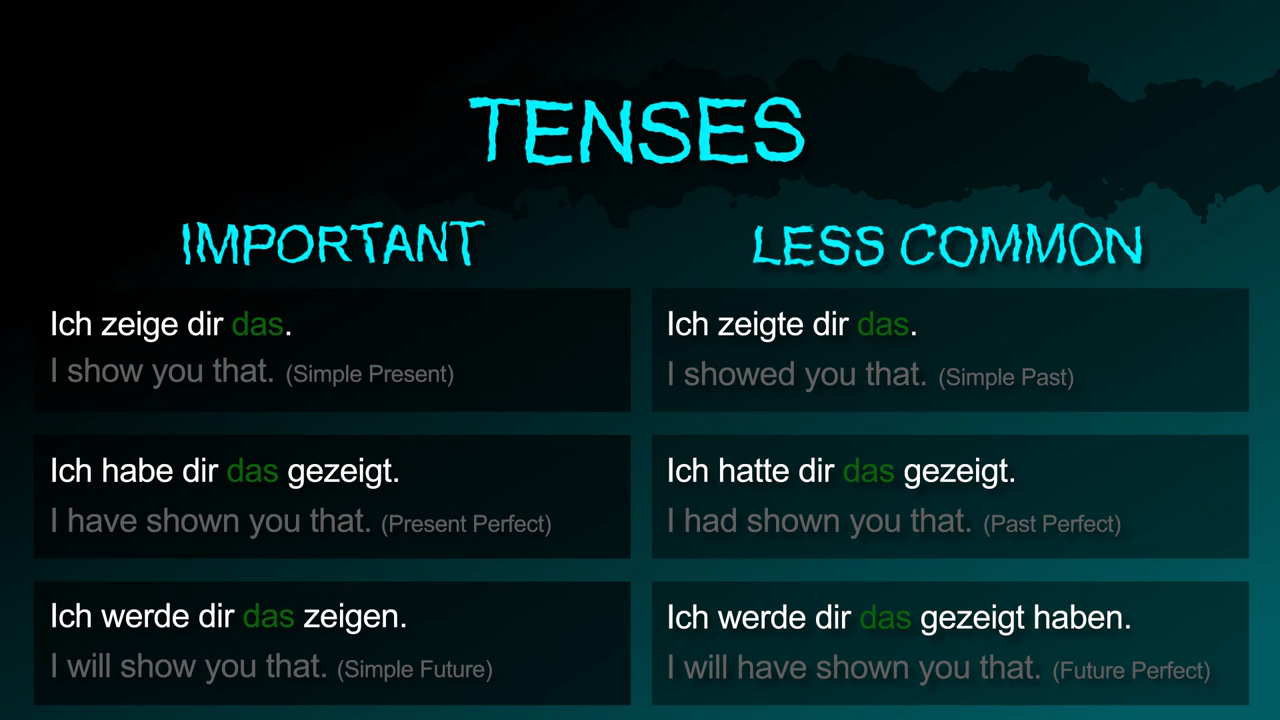 TENSES
IMPORTANT
Ich zeige dir das.
I show you that. (Simple Present)
Ich habe dir das gezeigt.
I have shown you that. (Present Perfect)
Ich werde dir das zeigen.
I will show you that. (Simple Future)
LESS COMMON
Ich zeigte dir das.
I showed you that. (Simple Past)
Ich hatte dir das gezeigt.
I had shown you that. (Past Perfect)
Ich werde dir das gezeigt haben.
I will have shown you that. (Future Perfect)